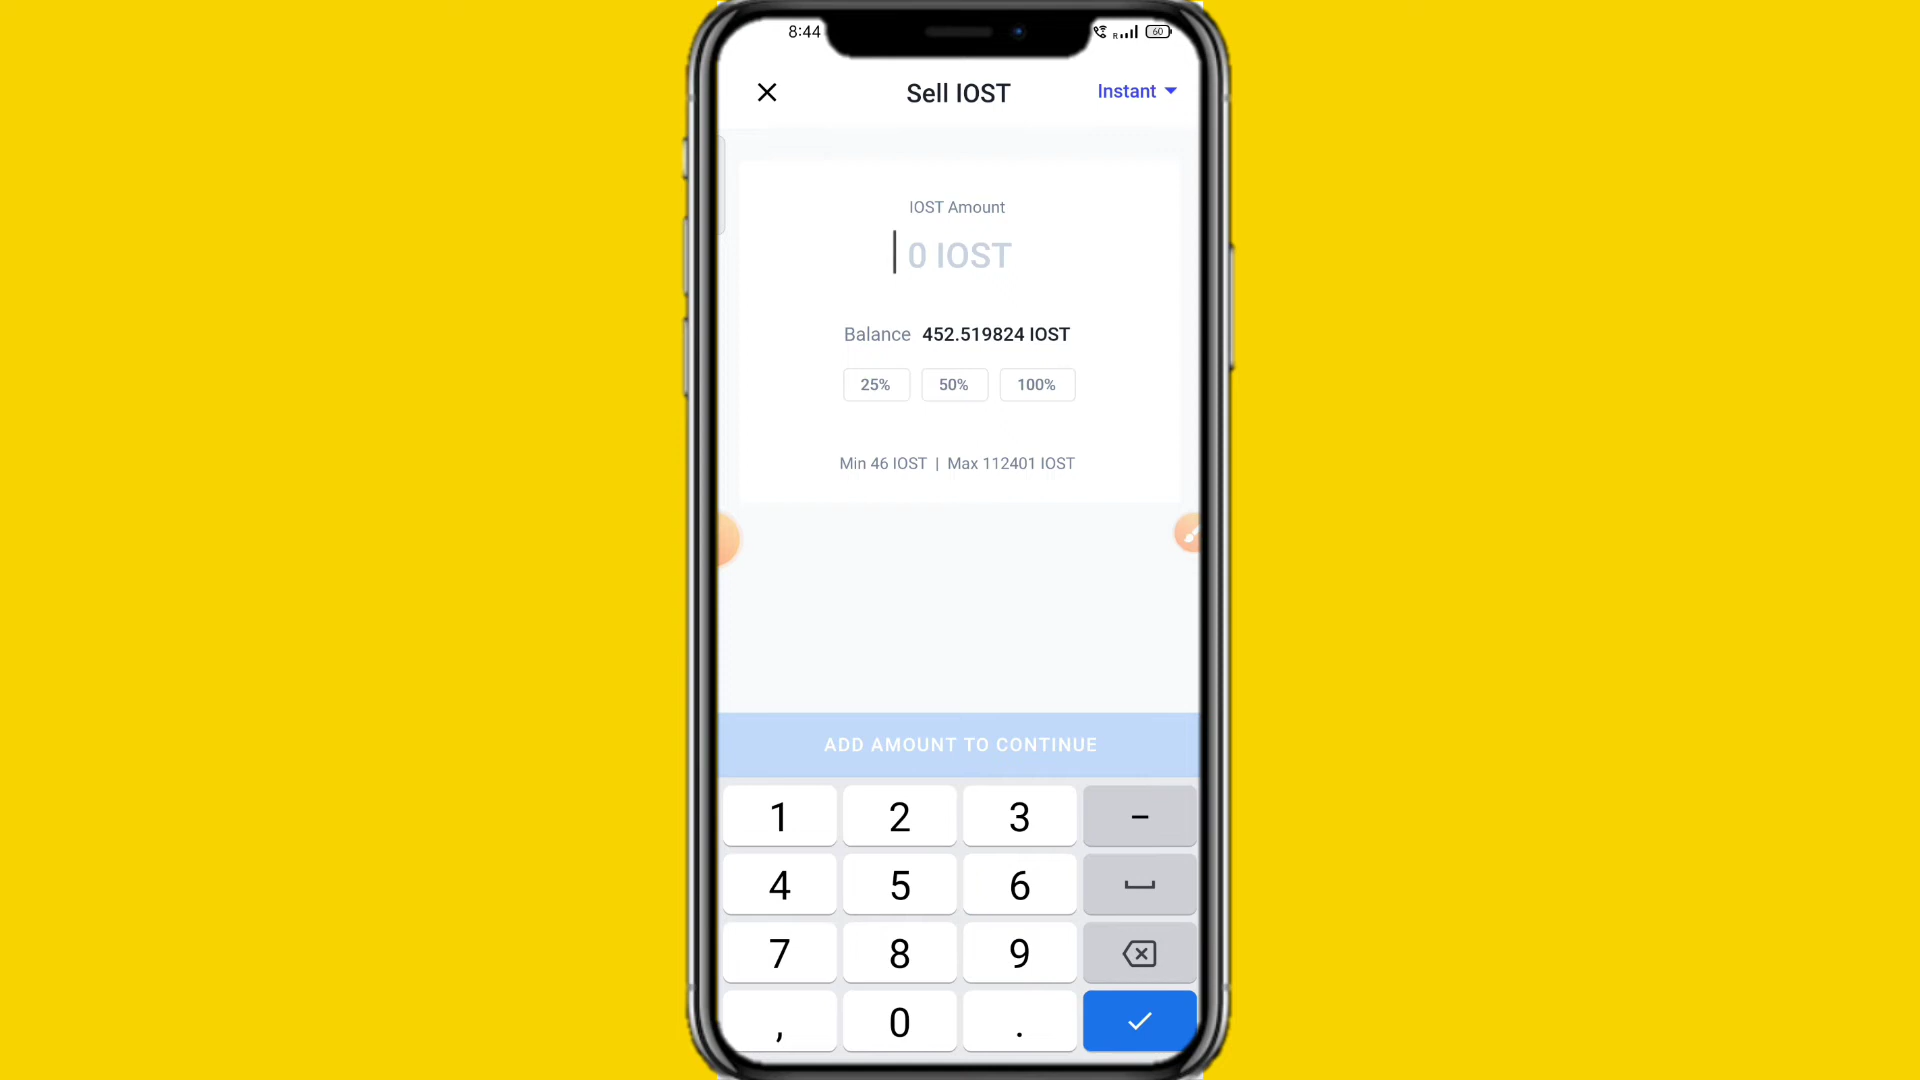 8:44
R
60
Sell IOST
Instant
IOST Amount
0 IOST
Balance 452.519824 IOST
25% 50% 100%
Min 46 IOST | Max 112401 IOST
ADD AMOUNT TO CONTINUE
1 2 3 –
4 5 6
7 8 9
, 0 .